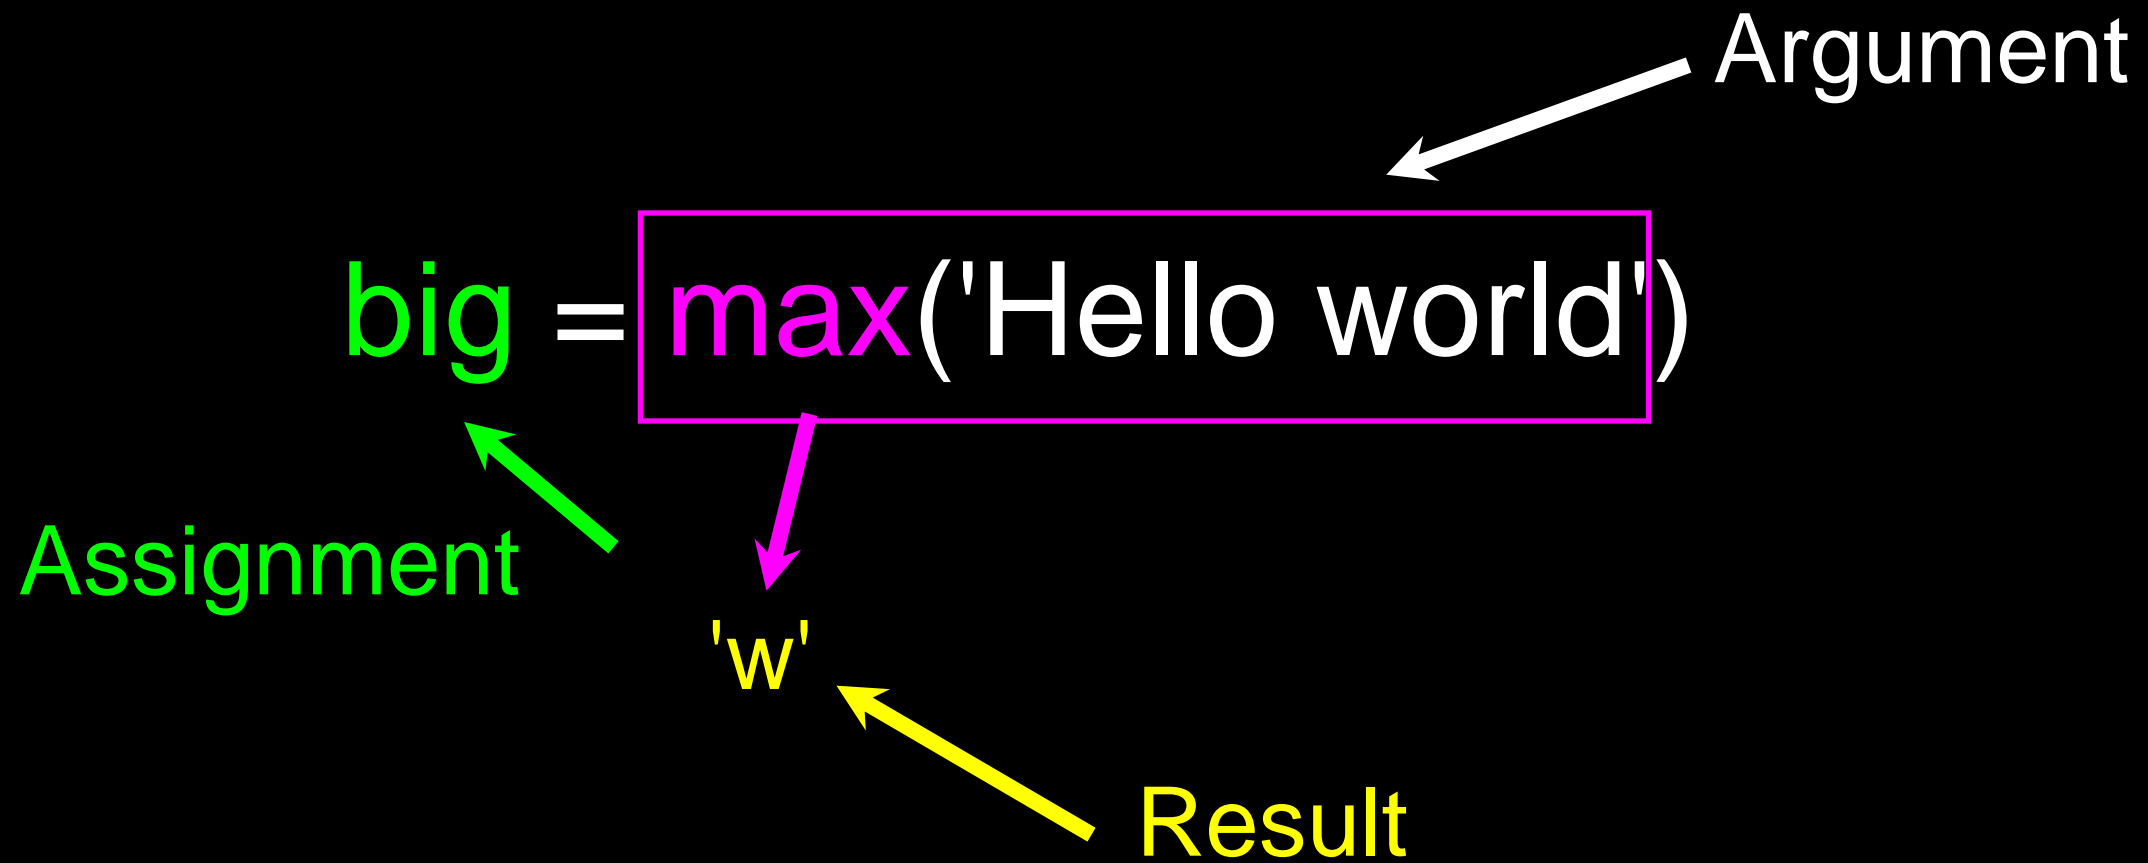 Argument
big = max('Hello world')
Assignment
'w'
Result